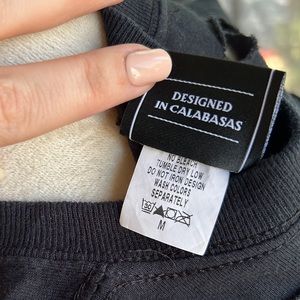 DESIGNED
IN CALABASAS
NO BLEACH
TUMBLE DRY LOW
DO NOT IRON DESIGN
WASH COLORS
SEPARATELY
M